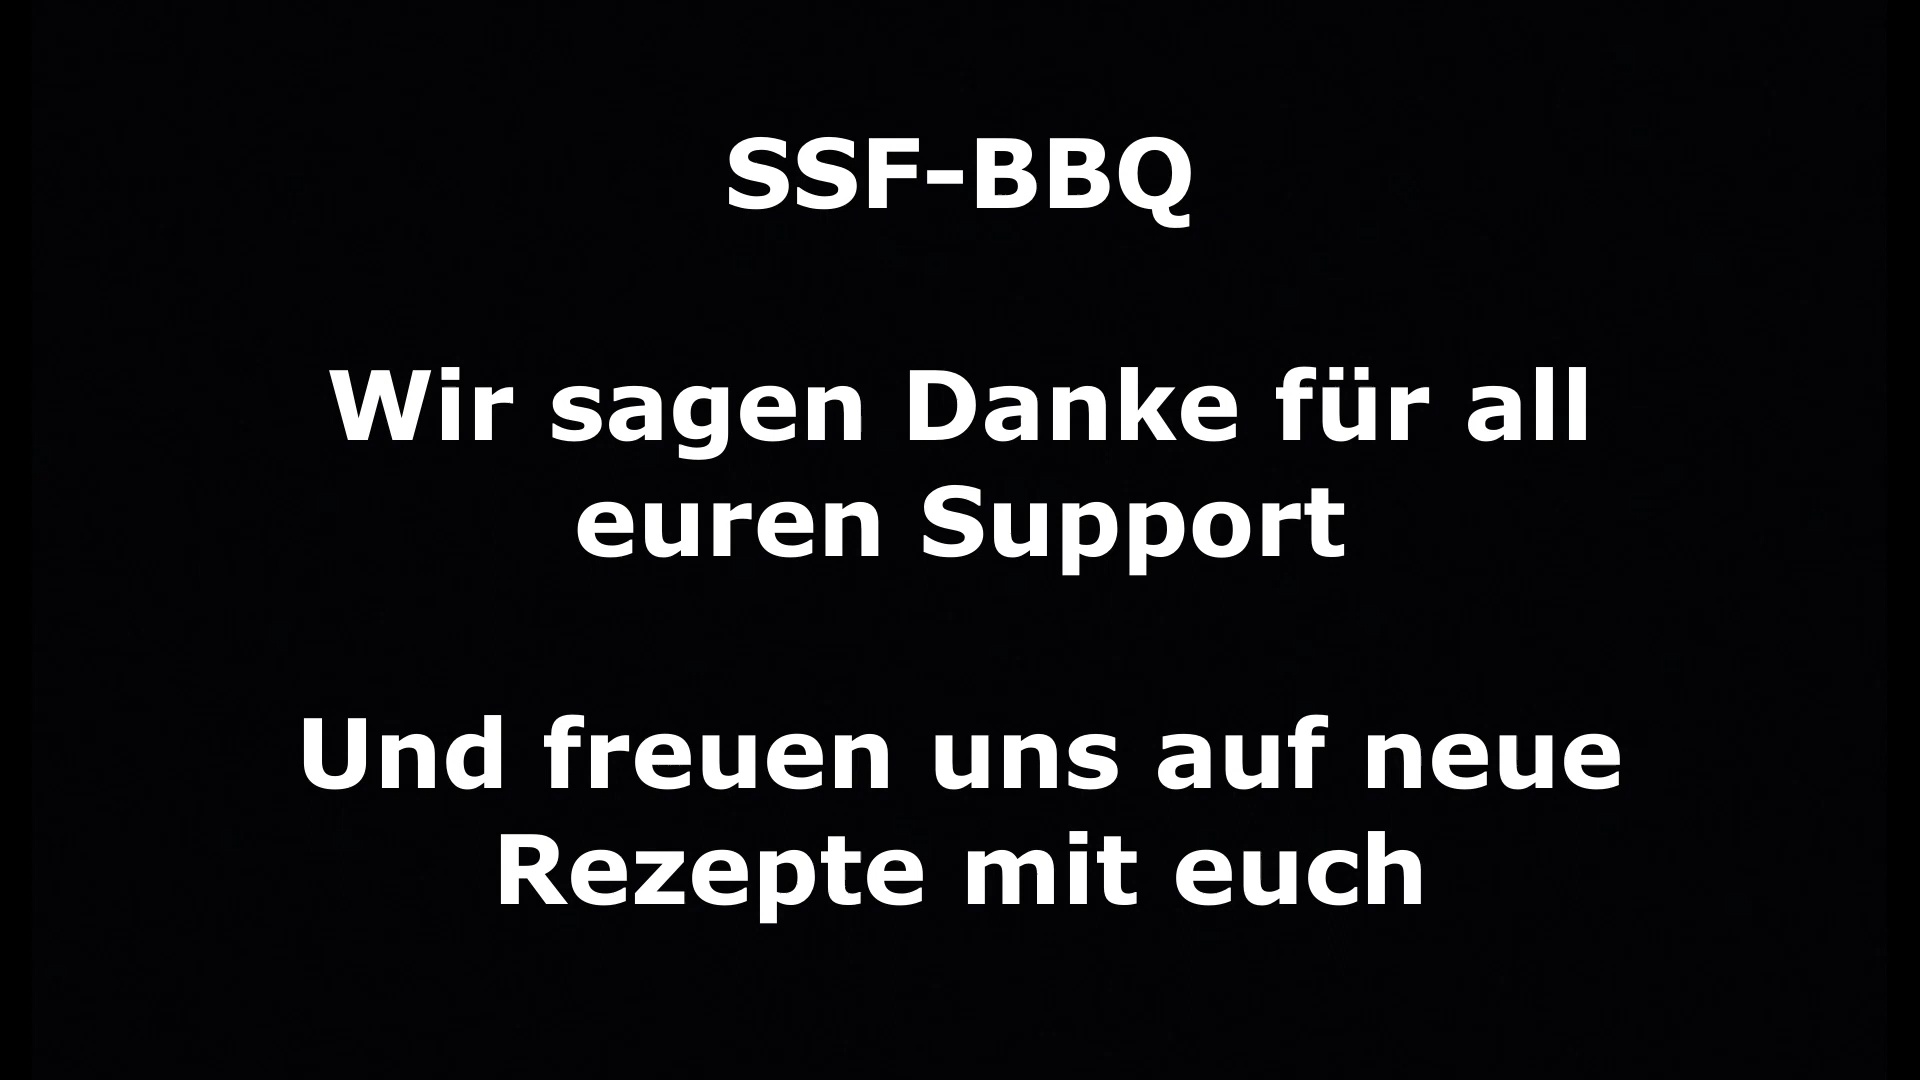 SSF-BBQ
Wir sagen Danke für all
euren Support
Und freuen uns auf neue
Rezepte mit euch